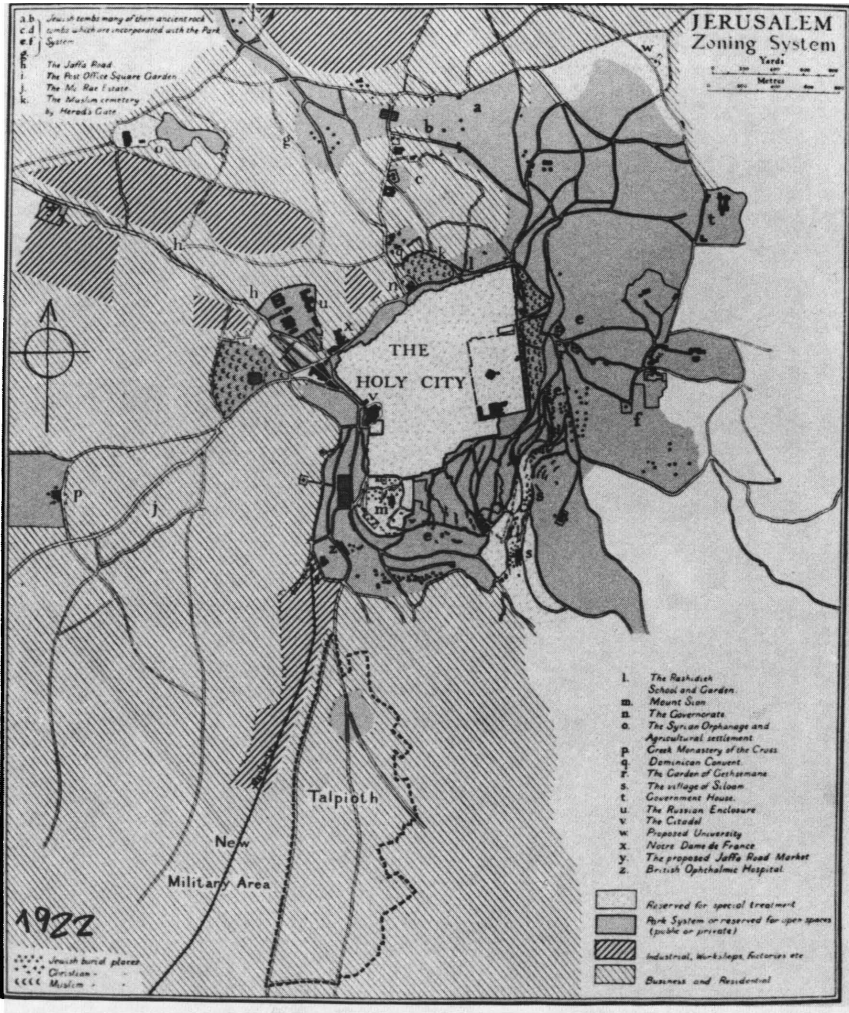 JERUSALEM
Zoning System
Yards
Metres
a.b Jewish tombs many of them ancient rock
c.d tombs which are incorporated with the Park
e.f System
g
h The Jaffa Road
i. The Post Office Square Garden
j. The Mc Rae Estate
k. The Muslim cemetery
by Herod's Gate
w
a
b
g
o
c
t
h
k
l
q
n
h
u
x
THE
HOLY CITY
v
e
f
p
j
m
e
z
s
Talpioth
New
Military Area
1922
Jewish burial places
Christian " "
Muslim " "
l. The Rashidieh
School and Garden.
m. Mount Sion
n. The Governorate
o. The Syrian Orphanage and
Agricultural settlement
p. Greek Monastery of the Cross
q. Dominican Convent.
r. The Garden of Gethsemane
s. The village of Siloam
t. Government House.
u. The Russian Enclosure
v. The Citadel
w. Proposed University
x. Notre Dame de France
y. The proposed Jaffa Road Market
z. British Ophthalmic Hospital.
Reserved for special treatment
Park System or reserved for open spaces
(public or private)
Industrial, Workshops, Factories etc
Business and Residential